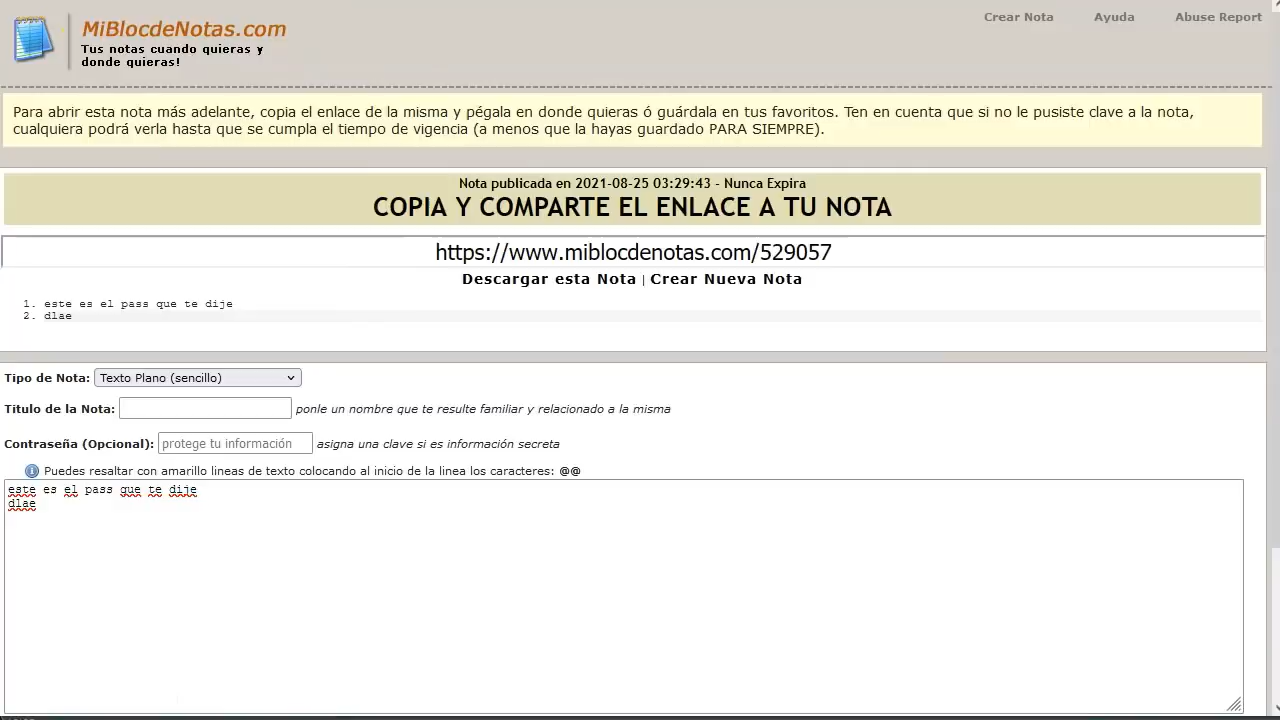 MiBlocdeNotas.com
Tus notas cuando quieras y
donde quieras!
Crear Nota Ayuda Abuse Report
Para abrir esta nota más adelante, copia el enlace de la misma y pégala en donde quieras ó guárdala en tus favoritos. Ten en cuenta que si no le pusiste clave a la nota,
cualquiera podrá verla hasta que se cumpla el tiempo de vigencia (a menos que la hayas guardado PARA SIEMPRE).
Nota publicada en 2021-08-25 03:29:43 - Nunca Expira
COPIA Y COMPARTE EL ENLACE A TU NOTA
https://www.miblocdenotas.com/529057
Descargar esta Nota | Crear Nueva Nota
1. este es el pass que te dije
2. dlae
Tipo de Nota: Texto Plano (sencillo)
Titulo de la Nota: ponle un nombre que te resulte familiar y relacionado a la misma
Contraseña (Opcional): protege tu información asigna una clave si es información secreta
Puedes resaltar con amarillo lineas de texto colocando al inicio de la linea los caracteres: @@
este es el pass que te dije
dlae